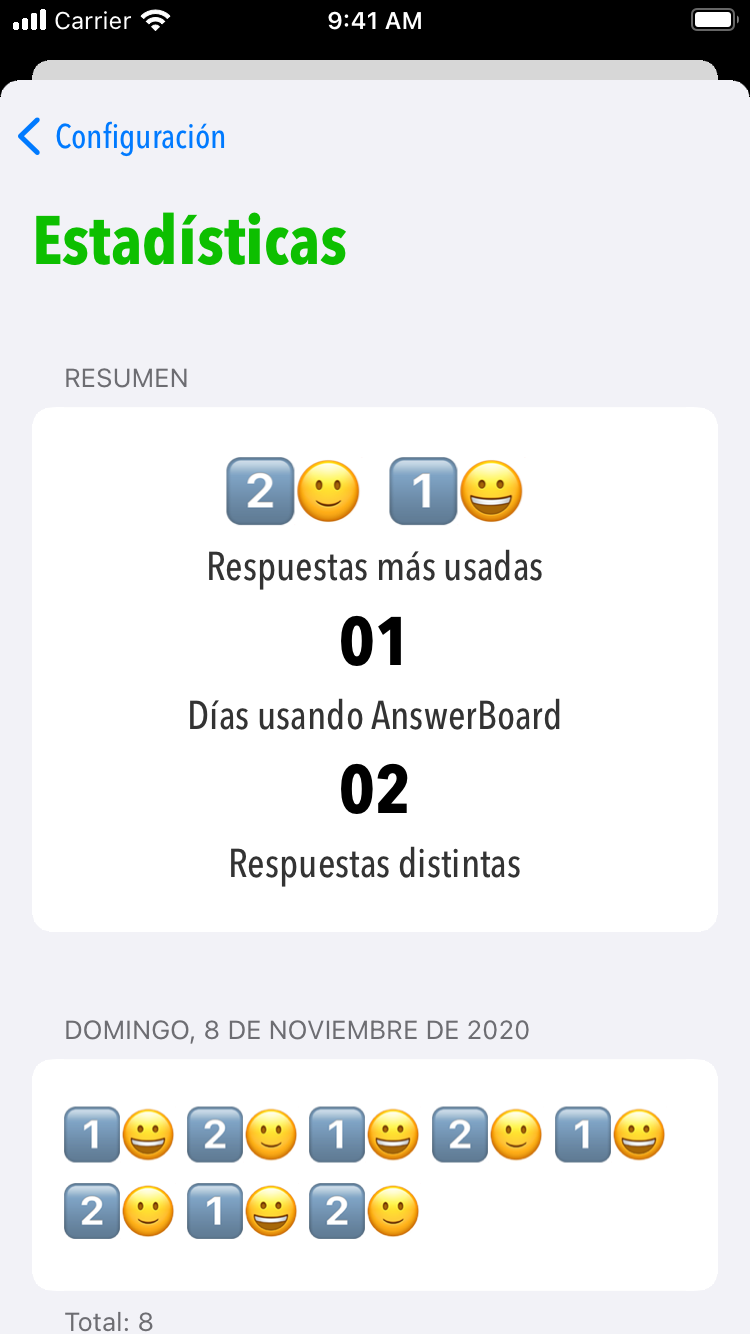 Carrier 9:41 AM
Configuración
Estadísticas
RESUMEN
2️⃣🙂 1️⃣😀
Respuestas más usadas
01
Días usando AnswerBoard
02
Respuestas distintas
DOMINGO, 8 DE NOVIEMBRE DE 2020
1️⃣😀 2️⃣🙂 1️⃣😀 2️⃣🙂 1️⃣😀
2️⃣🙂 1️⃣😀 2️⃣🙂
Total: 8